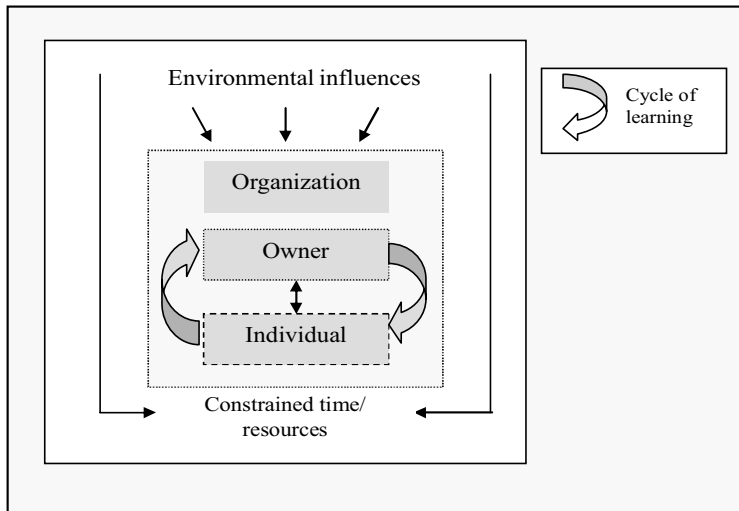 Environmental influences
Cycle of
learning
Organization
Owner
Individual
Constrained time/
resources